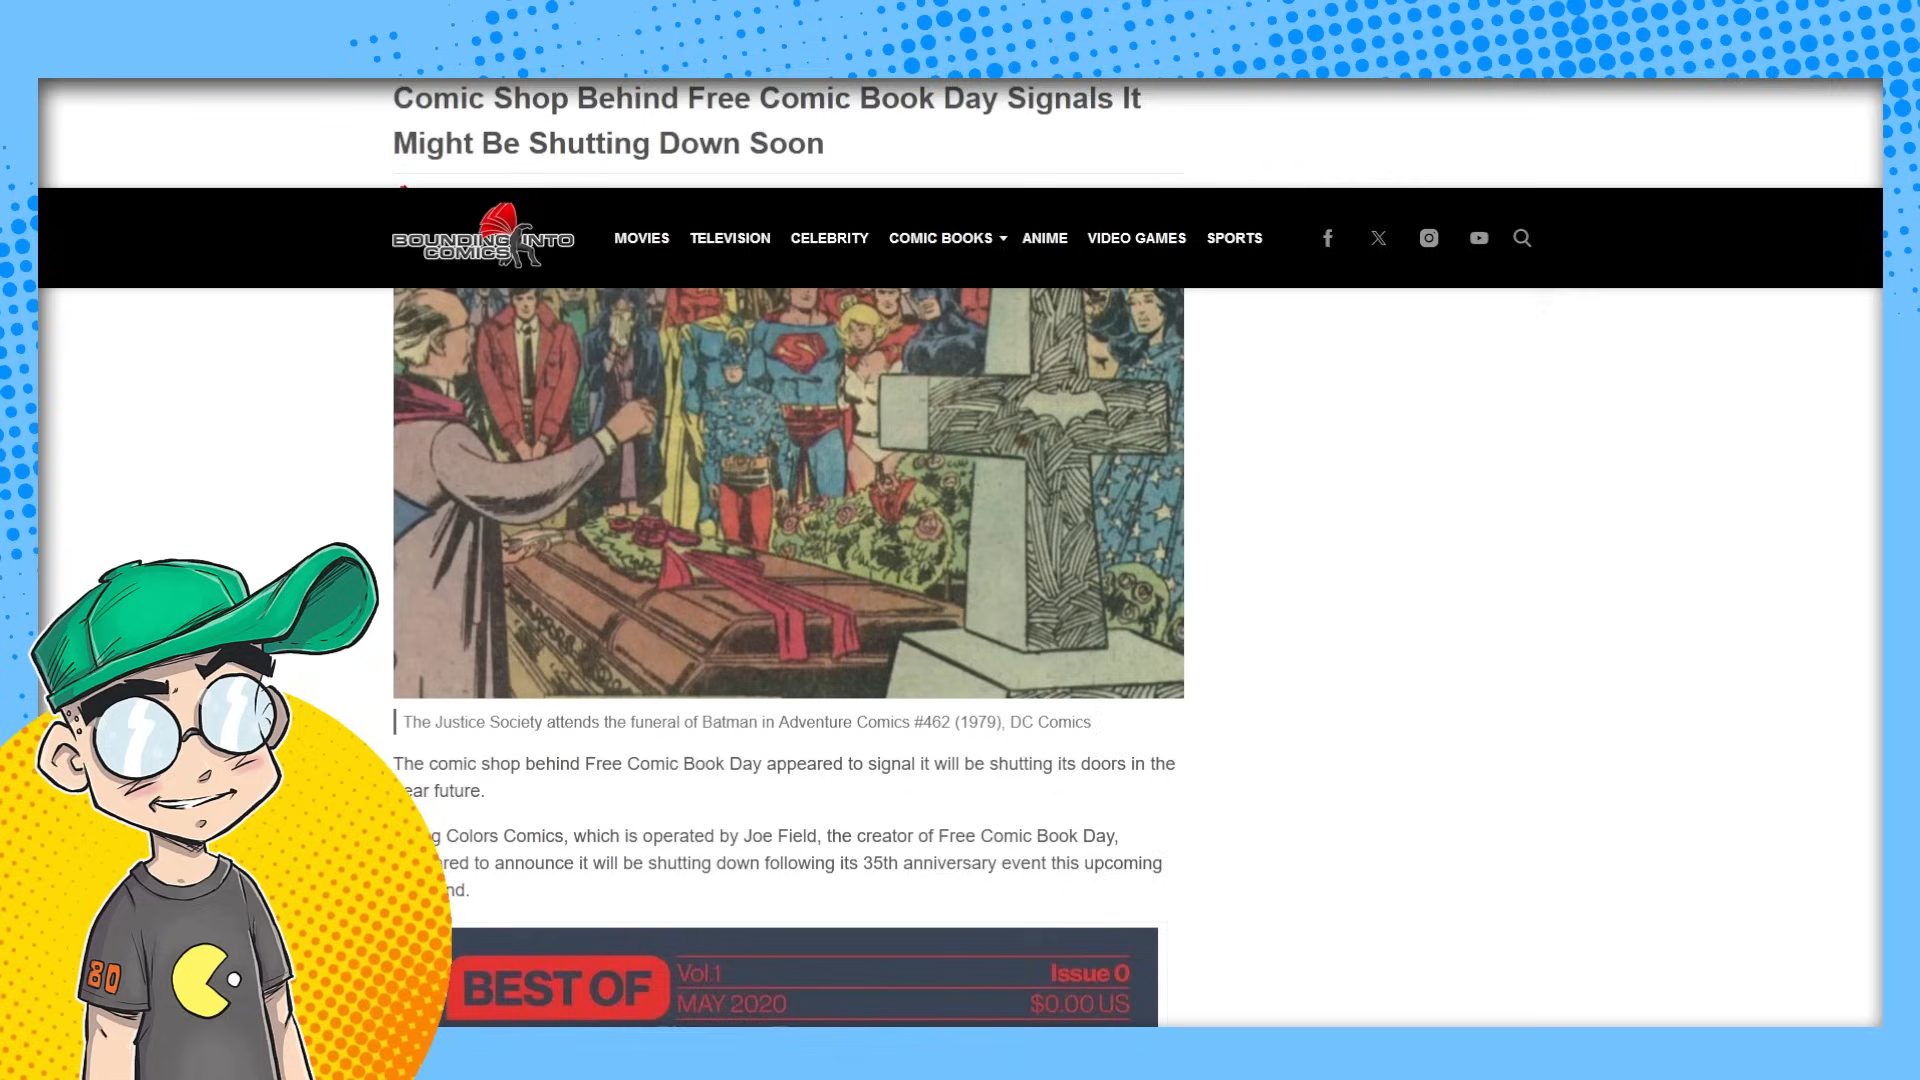 Comic Shop Behind Free Comic Book Day Signals It
Might Be Shutting Down Soon
BOUNDING INTO
COMICS
MOVIES TELEVISION CELEBRITY COMIC BOOKS ANIME VIDEO GAMES SPORTS
The Justice Society attends the funeral of Batman in Adventure Comics #462 (1979), DC Comics
The comic shop behind Free Comic Book Day appeared to signal it will be shutting its doors in the
ear future.
g Colors Comics, which is operated by Joe Field, the creator of Free Comic Book Day,
red to announce it will be shutting down following its 35th anniversary event this upcoming
nd.
BEST OF
Vol.1
Issue 0
MAY 2020
$0.00 US
80